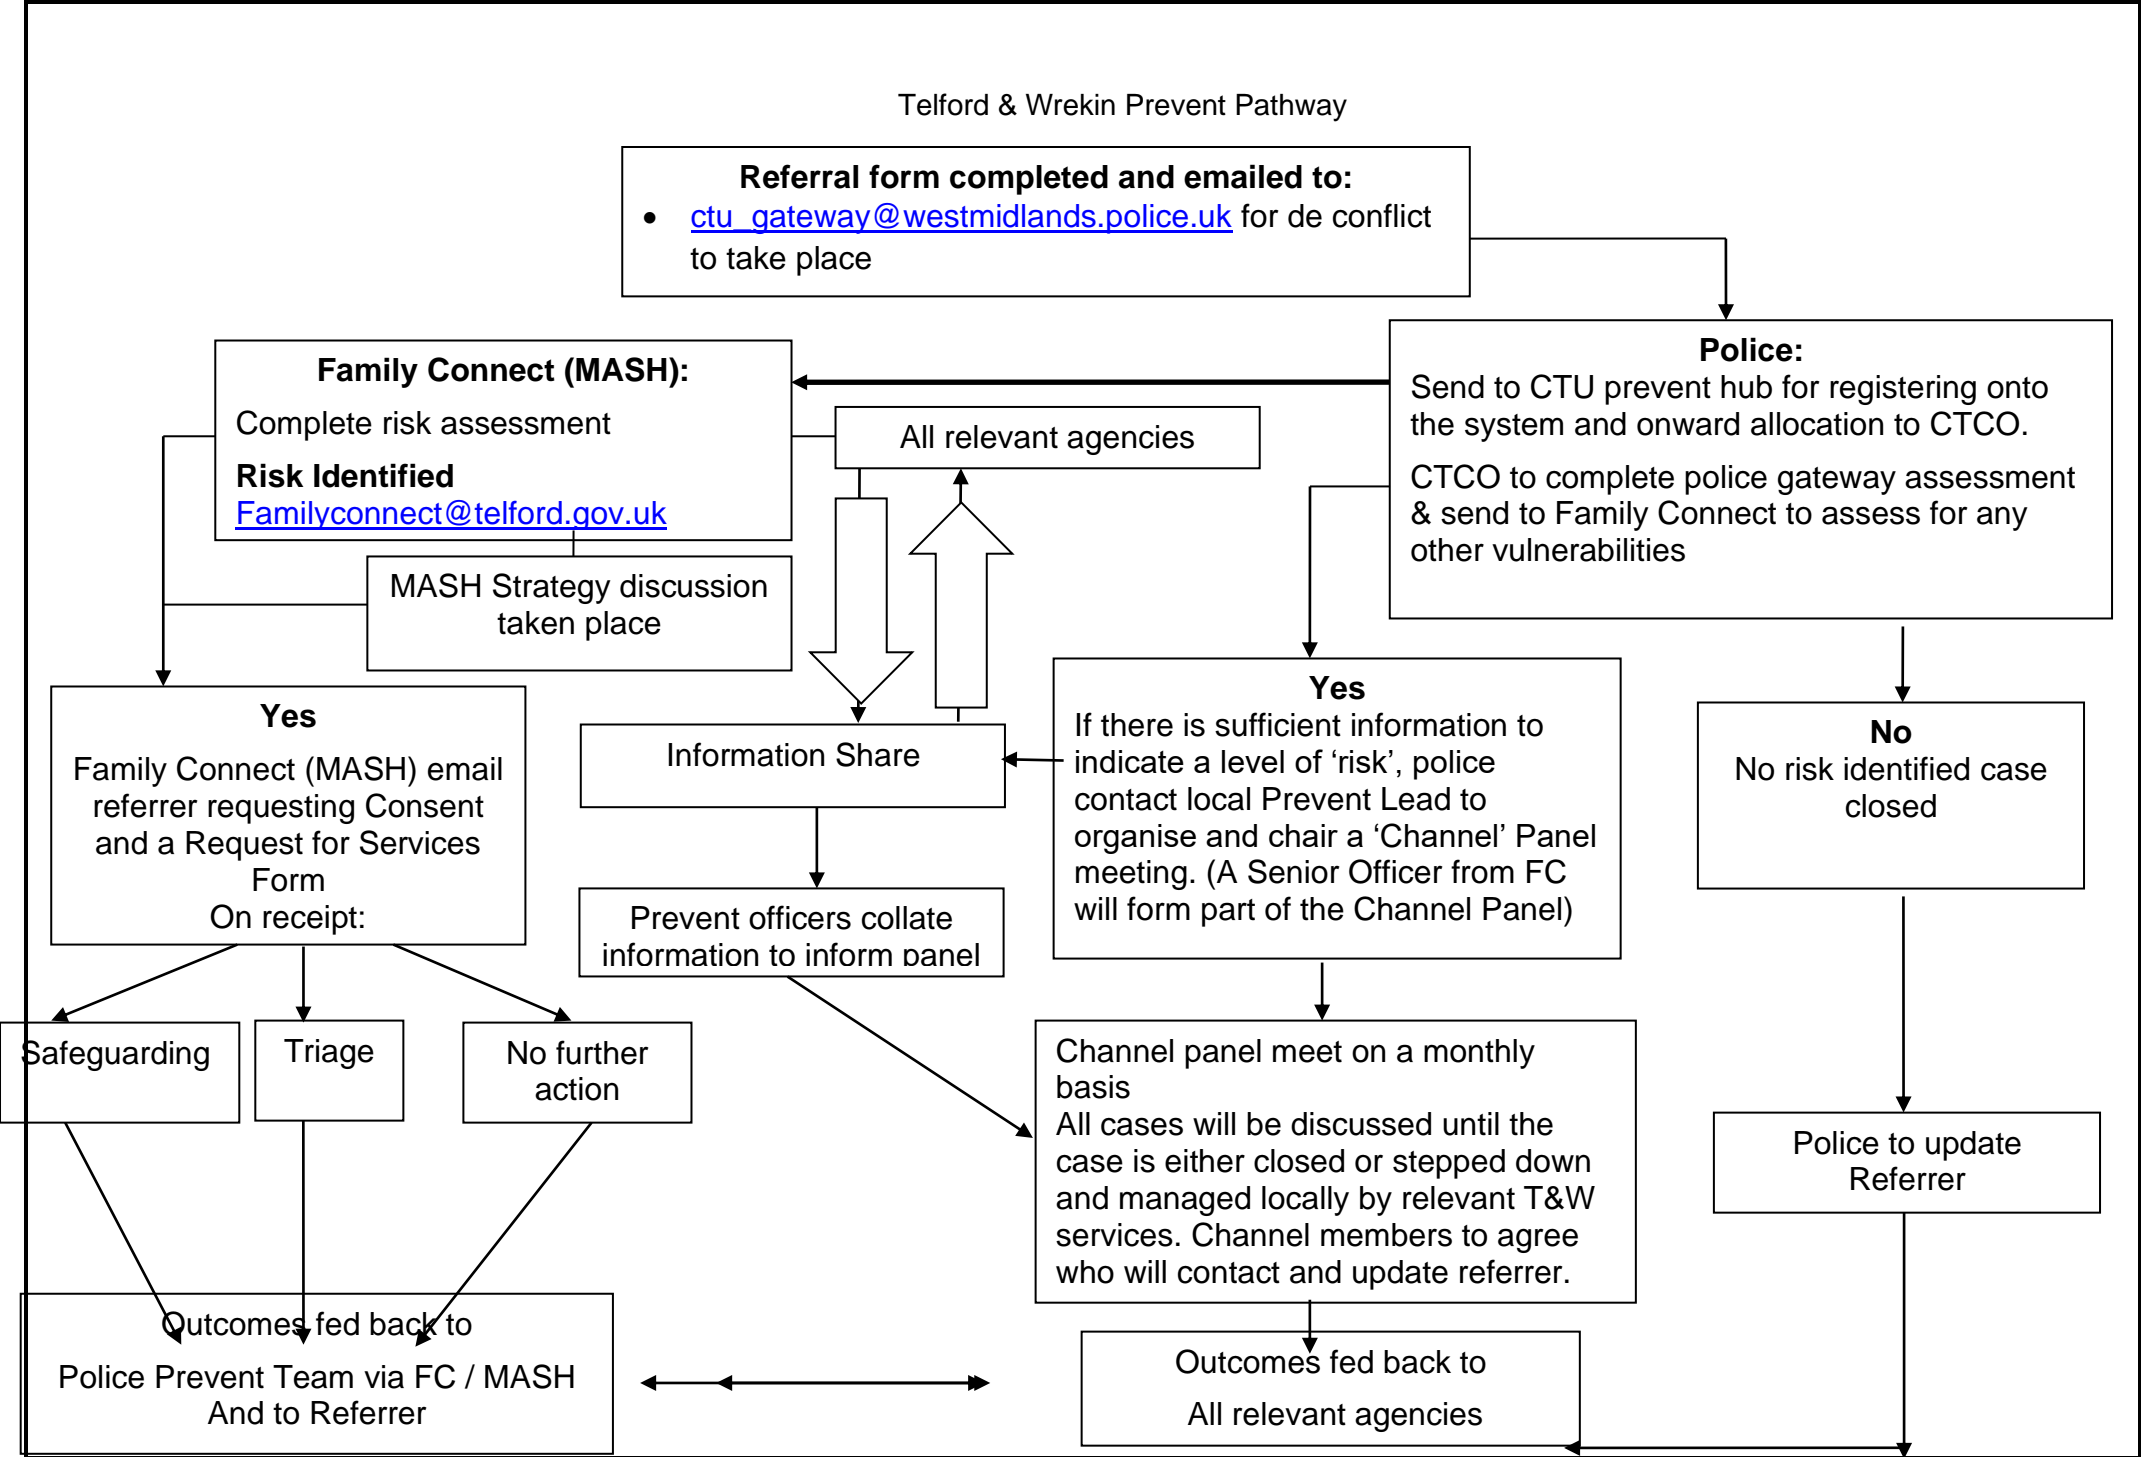 Telford & Wrekin Prevent Pathway
Referral form completed and emailed to:
• ctu_gateway@westmidlands.police.uk for de conflict
to take place
Family Connect (MASH):
Complete risk assessment
Risk Identified
Familyconnect@telford.gov.uk
All relevant agencies
Police:
Send to CTU prevent hub for registering onto
the system and onward allocation to CTCO.
CTCO to complete police gateway assessment
& send to Family Connect to assess for any
other vulnerabilities
MASH Strategy discussion
taken place
Yes
Family Connect (MASH) email
referrer requesting Consent
and a Request for Services
Form
On receipt:
Information Share
Yes
If there is sufficient information to
indicate a level of ‘risk’, police
contact local Prevent Lead to
organise and chair a ‘Channel’ Panel
meeting. (A Senior Officer from FC
will form part of the Channel Panel)
No
No risk identified case
closed
Prevent officers collate
information to inform panel
Safeguarding
Triage
No further
action
Channel panel meet on a monthly
basis
All cases will be discussed until the
case is either closed or stepped down
and managed locally by relevant T&W
services. Channel members to agree
who will contact and update referrer.
Police to update
Referrer
Outcomes fed back to
Police Prevent Team via FC / MASH
And to Referrer
Outcomes fed back to
All relevant agencies